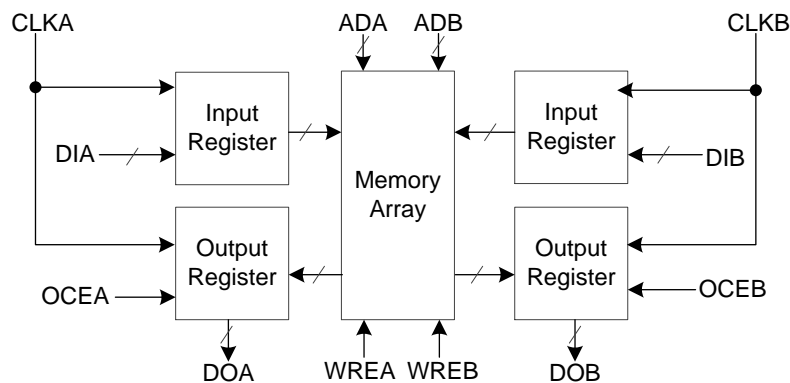 CLKA
ADA
ADB
CLKB
Input
Register
Input
Register
DIA
DIB
Memory
Array
Output
Register
Output
Register
OCEA
OCEB
DOA
WREA
WREB
DOB